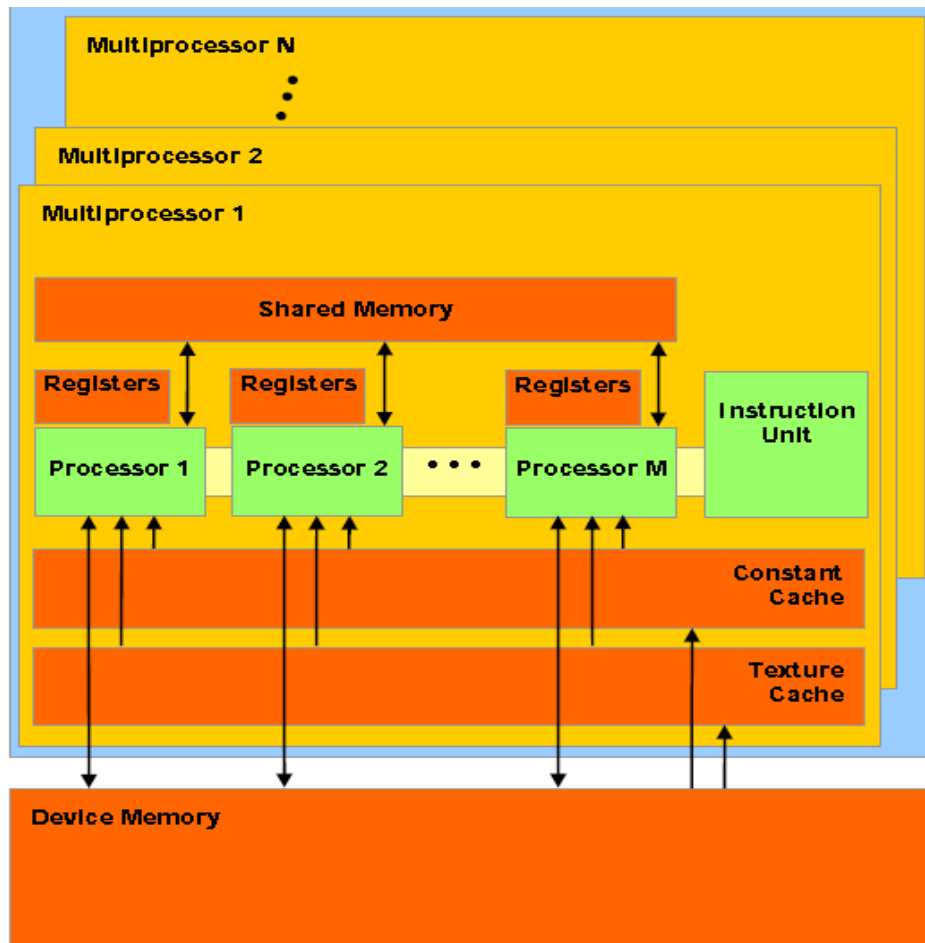 Multiprocessor N
Multiprocessor 2
Multiprocessor 1
Shared Memory
Registers
Registers
Registers
Instruction
Unit
Processor 1
Processor 2
Processor M
Constant
Cache
Texture
Cache
Device Memory